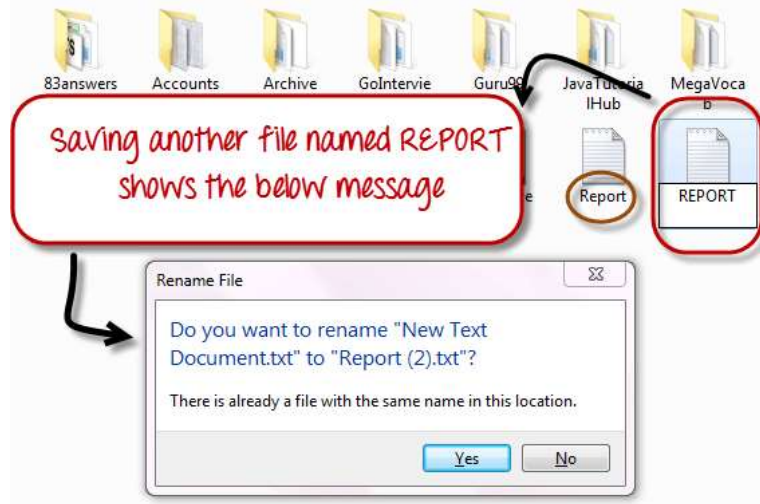 83answers
Accounts
Archive
GoIntervie
Guru99
JavaTutoria
lHub
MegaVoca
b
Saving another file named REPORT
shows the below message
e
Report
REPORT
Rename File
Do you want to rename "New Text
Document.txt" to "Report (2).txt"?
There is already a file with the same name in this location.
Yes
No